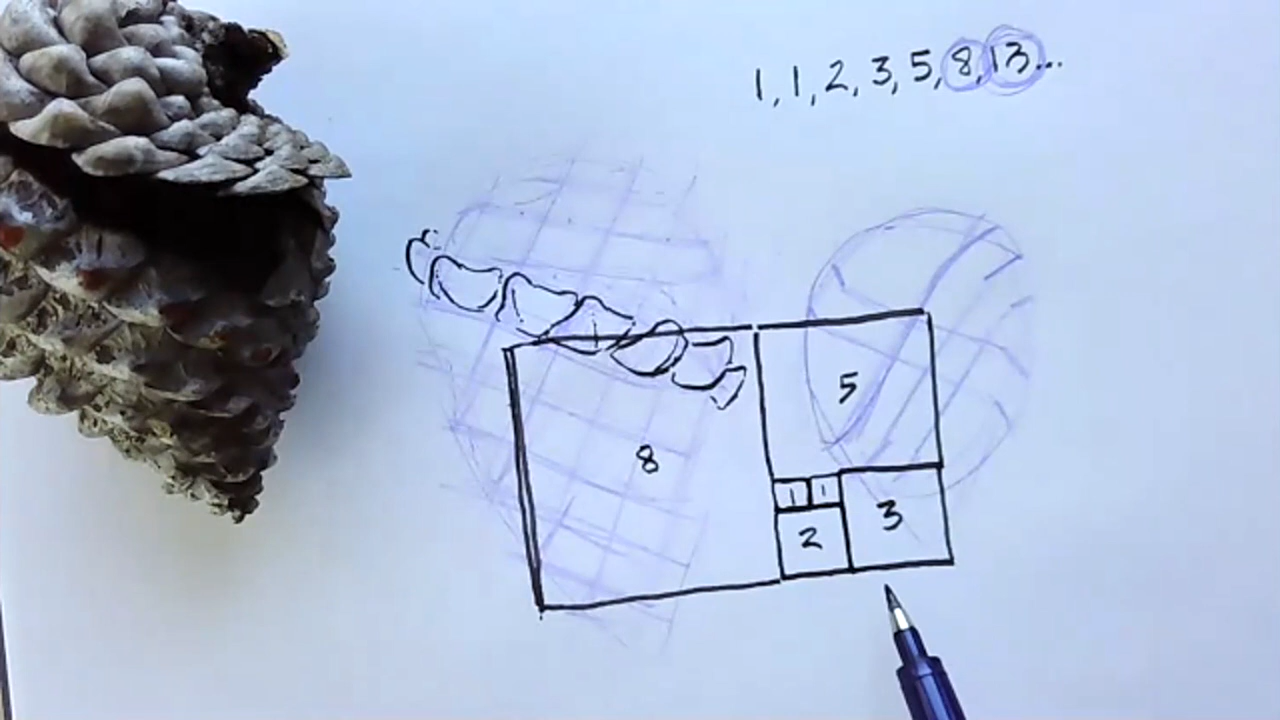 1, 1, 2, 3, 5, 8, 13...
5
8
1 1
2 3